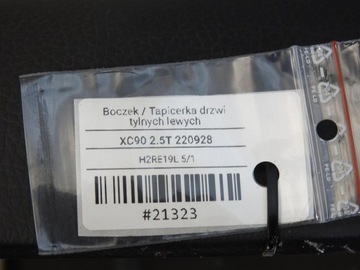 Boczek / Tapicerka drzwi
tylnych lewych
XC90 2.5T 220928
H2RE19L 5/1
#21323